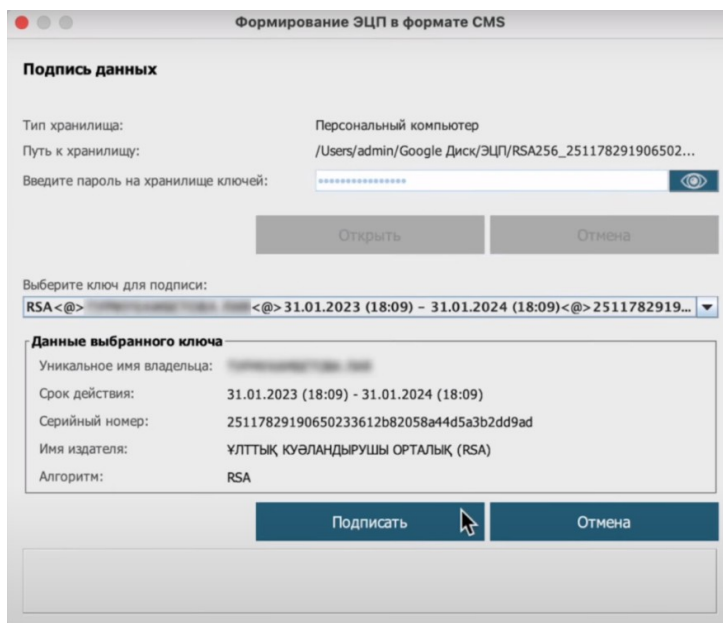 Формирование ЭЦП в формате CMS
Подпись данных
Тип хранилища: Персональный компьютер
Путь к хранилищу: /Users/admin/Google Диск/ЭЦП/RSA256_251178291906502...
Введите пароль на хранилище ключей: ****************
Открыть Отмена
Выберите ключ для подписи:
RSA<@> <@>31.01.2023 (18:09) – 31.01.2024 (18:09)<@>2511782919...
Данные выбранного ключа
Уникальное имя владельца:
Срок действия: 31.01.2023 (18:09) - 31.01.2024 (18:09)
Серийный номер: 25117829190650233612b82058a44d5a3b2dd9ad
Имя издателя: ҰЛТТЫҚ КУӘЛАНДЫРУШЫ ОРТАЛЫҚ (RSA)
Алгоритм: RSA
Подписать Отмена